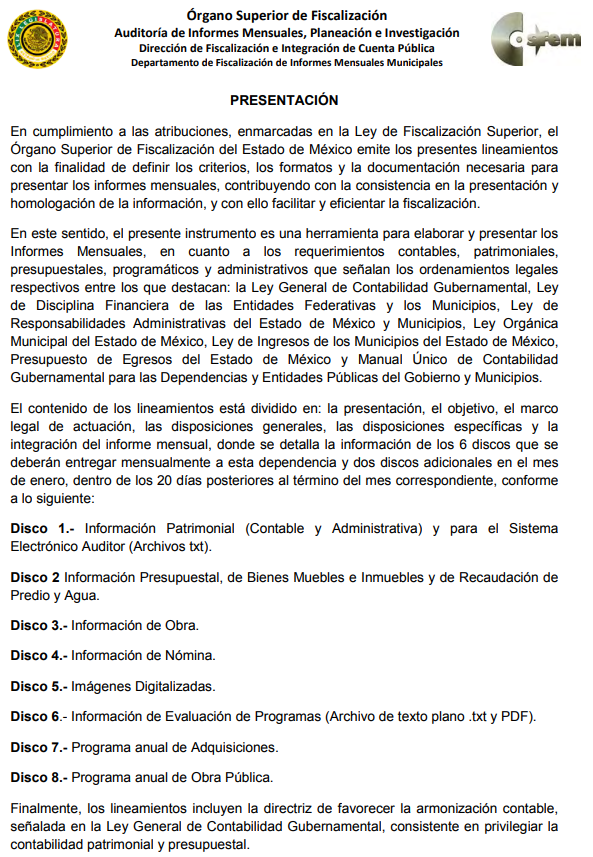 Órgano Superior de Fiscalización
Auditoría de Informes Mensuales, Planeación e Investigación
Dirección de Fiscalización e Integración de Cuenta Pública
Departamento de Fiscalización de Informes Mensuales Municipales
osfem
PRESENTACIÓN
En cumplimiento a las atribuciones, enmarcadas en la Ley de Fiscalización Superior, el
Órgano Superior de Fiscalización del Estado de México emite los presentes lineamientos
con la finalidad de definir los criterios, los formatos y la documentación necesaria para
presentar los informes mensuales, contribuyendo con la consistencia en la presentación y
homologación de la información, y con ello facilitar y eficientar la fiscalización.
En este sentido, el presente instrumento es una herramienta para elaborar y presentar los
Informes Mensuales, en cuanto a los requerimientos contables, patrimoniales,
presupuestales, programáticos y administrativos que señalan los ordenamientos legales
respectivos entre los que destacan: la Ley General de Contabilidad Gubernamental, Ley
de Disciplina Financiera de las Entidades Federativas y los Municipios, Ley de
Responsabilidades Administrativas del Estado de México y Municipios, Ley Orgánica
Municipal del Estado de México, Ley de Ingresos de los Municipios del Estado de México,
Presupuesto de Egresos del Estado de México y Manual Único de Contabilidad
Gubernamental para las Dependencias y Entidades Públicas del Gobierno y Municipios.
El contenido de los lineamientos está dividido en: la presentación, el objetivo, el marco
legal de actuación, las disposiciones generales, las disposiciones específicas y la
integración del informe mensual, donde se detalla la información de los 6 discos que se
deberán entregar mensualmente a esta dependencia y dos discos adicionales en el mes
de enero, dentro de los 20 días posteriores al término del mes correspondiente, conforme
a lo siguiente:
Disco 1.- Información Patrimonial (Contable y Administrativa) y para el Sistema
Electrónico Auditor (Archivos txt).
Disco 2 Información Presupuestal, de Bienes Muebles e Inmuebles y de Recaudación de
Predio y Agua.
Disco 3.- Información de Obra.
Disco 4.- Información de Nómina.
Disco 5.- Imágenes Digitalizadas.
Disco 6.- Información de Evaluación de Programas (Archivo de texto plano .txt y PDF).
Disco 7.- Programa anual de Adquisiciones.
Disco 8.- Programa anual de Obra Pública.
Finalmente, los lineamientos incluyen la directriz de favorecer la armonización contable,
señalada en la Ley General de Contabilidad Gubernamental, consistente en privilegiar la
contabilidad patrimonial y presupuestal.